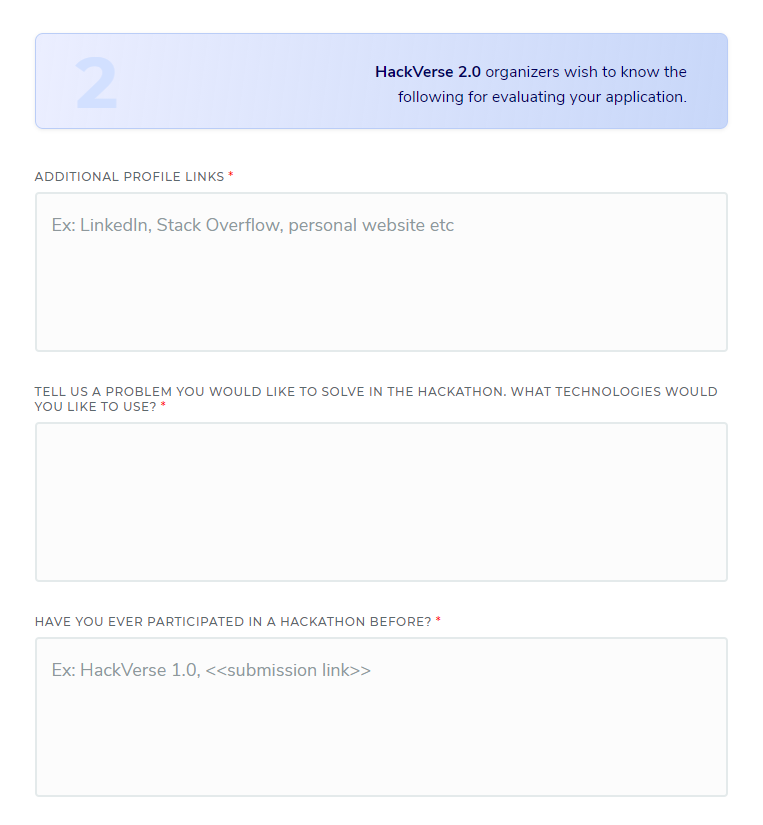 2
HackVerse 2.0 organizers wish to know the
following for evaluating your application.
ADDITIONAL PROFILE LINKS *
Ex: LinkedIn, Stack Overflow, personal website etc
TELL US A PROBLEM YOU WOULD LIKE TO SOLVE IN THE HACKATHON. WHAT TECHNOLOGIES WOULD
YOU LIKE TO USE? *
HAVE YOU EVER PARTICIPATED IN A HACKATHON BEFORE? *
Ex: HackVerse 1.0, <<submission link>>